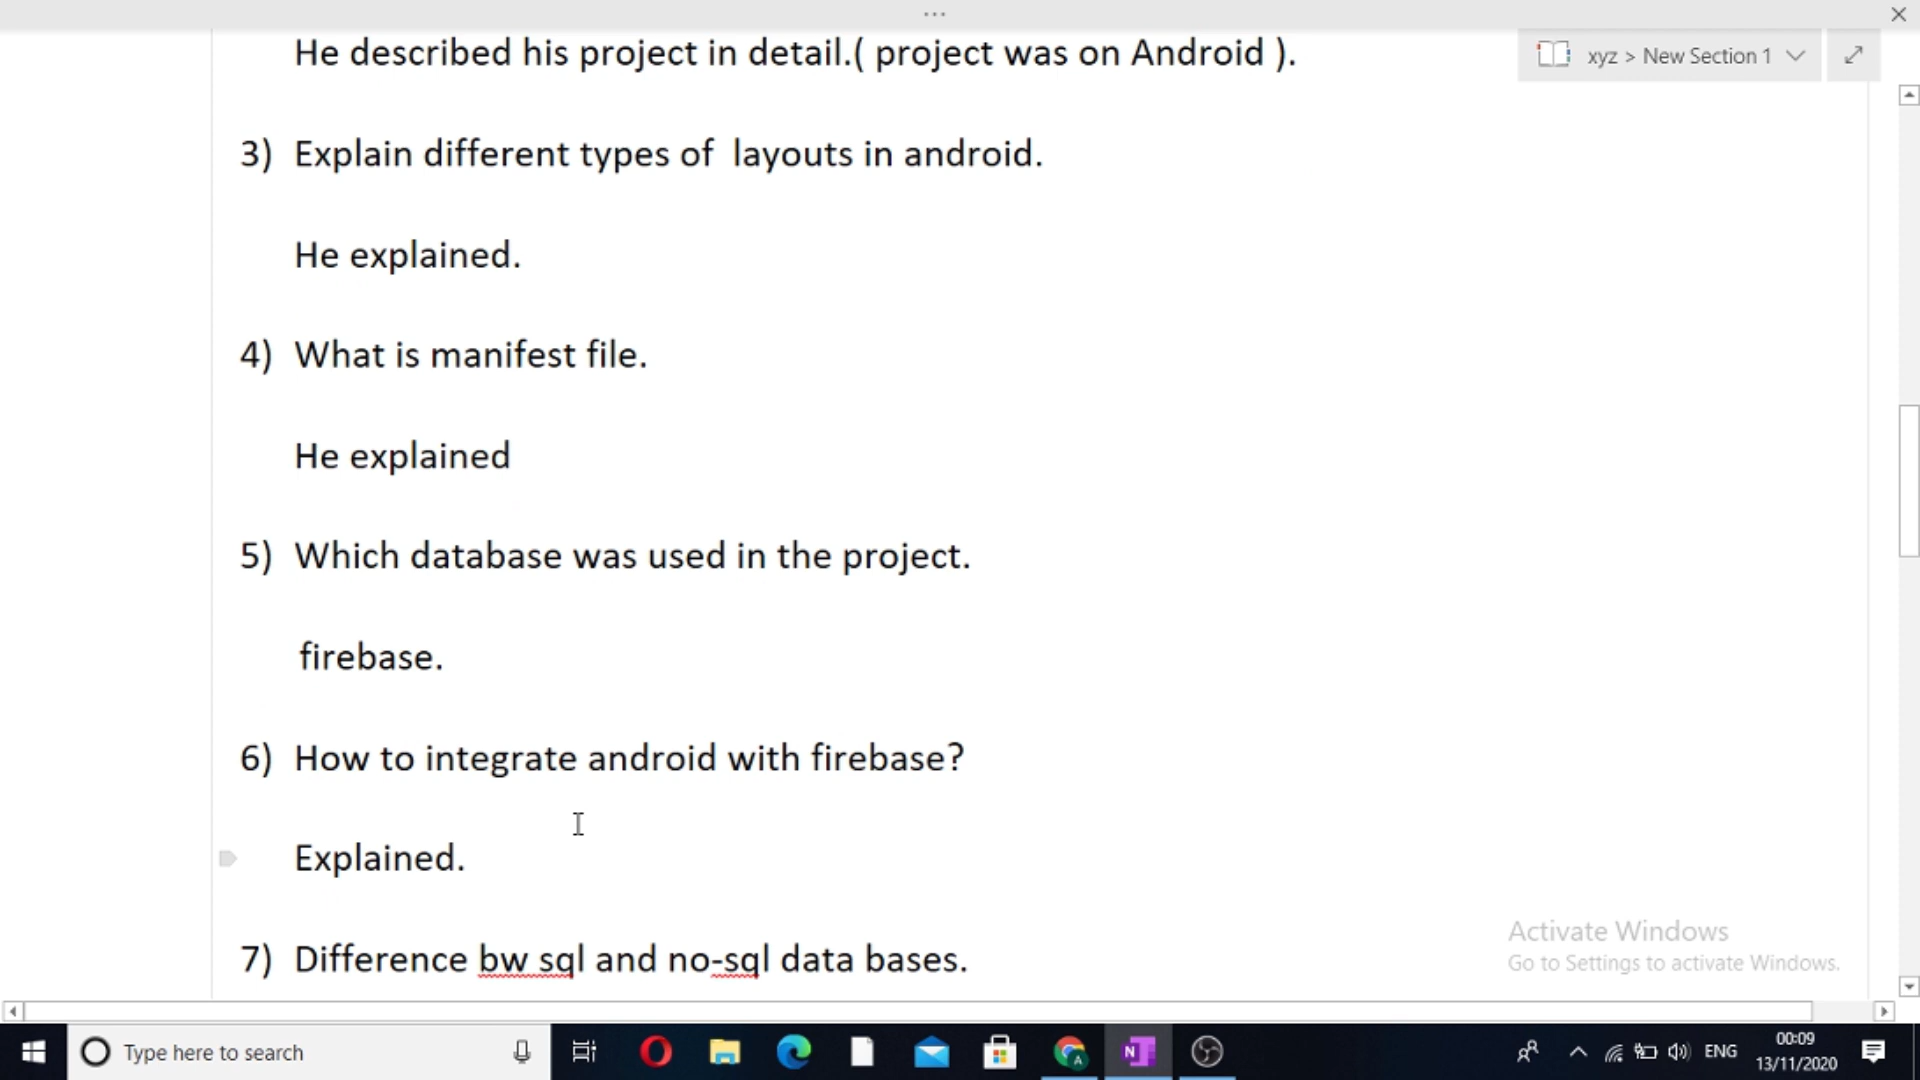 He described his project in detail.( project was on Android ).
xyz > New Section 1
3) Explain different types of  layouts in android.
He explained.
4) What is manifest file.
He explained
5) Which database was used in the project.
firebase.
6) How to integrate android with firebase?
Explained.
7) Difference bw sql and no-sql data bases.
Activate Windows
Go to Settings to activate Windows.
Type here to search
ENG
00:09
13/11/2020